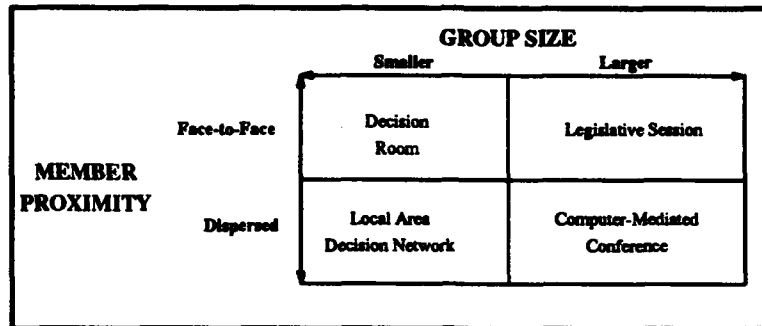 GROUP SIZE
Smaller Larger
Face-to-Face
Decision
Room
Legislative Session
MEMBER
PROXIMITY
Dispersed
Local Area
Decision Network
Computer-Mediated
Conference